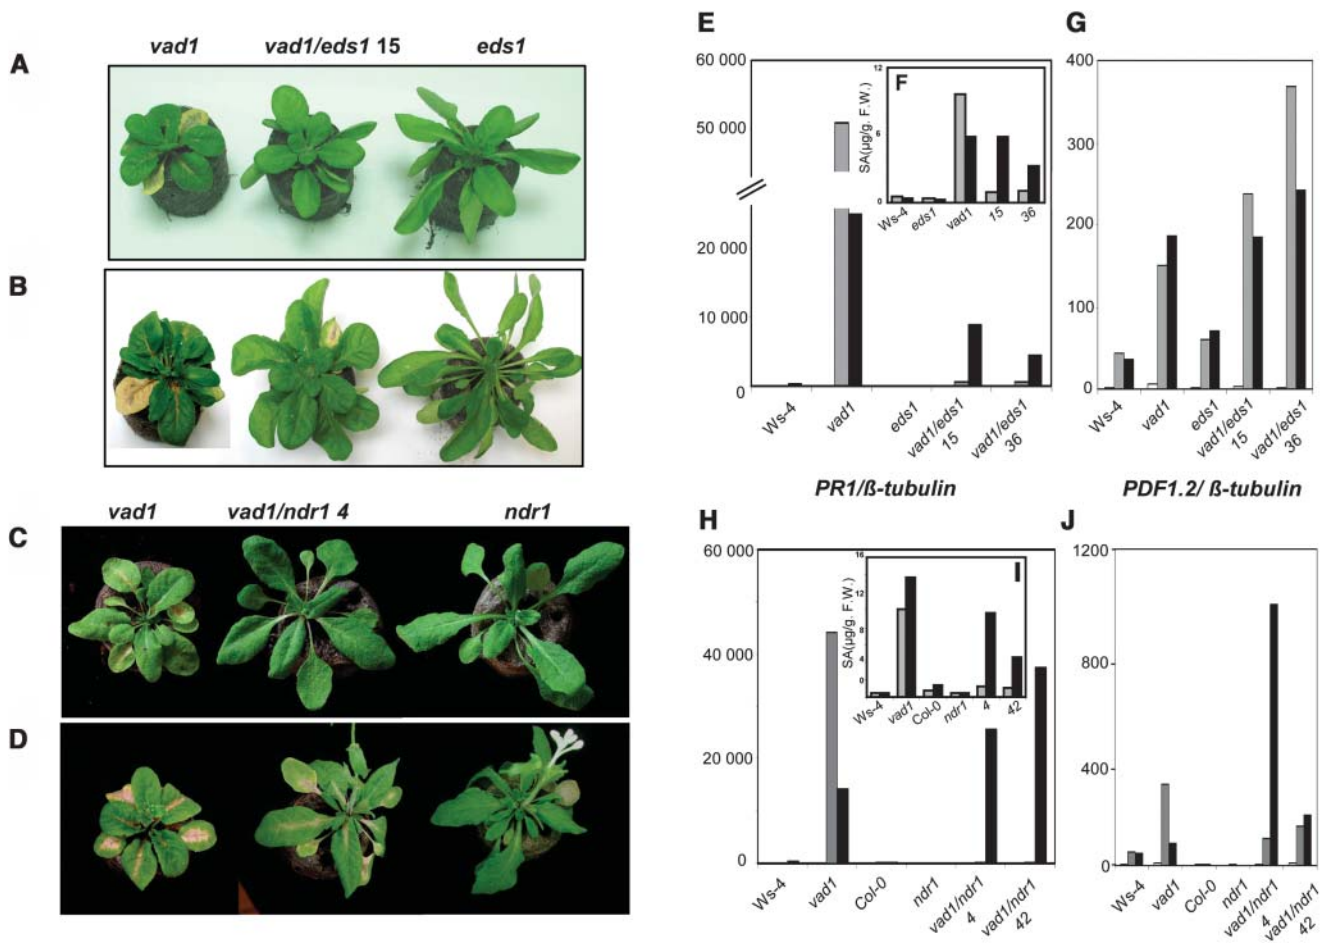 A
vad1
vad1/eds1 15
eds1
B
vad1
vad1/ndr1 4
ndr1
C
D
E
60 000
50 000
20 000
10 000
0
Ws-4
vad1
eds1
vad1/eds1
15
vad1/eds1
36
F
SA(µg/g. F.W.)
12
6
0
Ws-4
eds1
vad1
15
36
G
400
300
200
100
0
Ws-4
vad1
eds1
vad1/eds1
15
vad1/eds1
36
PR1/ß-tubulin
PDF1.2/ ß-tubulin
H
60 000
40 000
20 000
0
Ws-4
vad1
Col-0
ndr1
vad1/ndr1
4
vad1/ndr1
42
I
SA(µg/g. F.W.)
16
12
8
4
0
Ws-4
vad1
Col-0
ndr1
4
42
J
1200
800
400
0
Ws-4
vad1
Col-0
ndr1
vad1/ndr1
4
vad1/ndr1
42